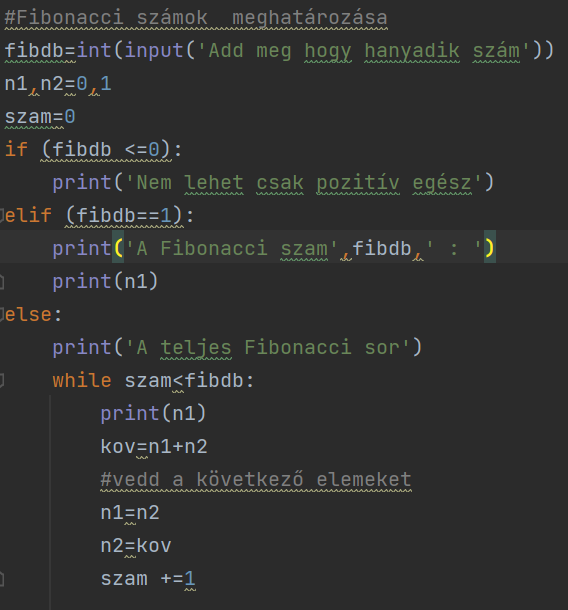 #Fibonacci számok  meghatározása
fibdb=int(input('Add meg hogy hanyadik szám'))
n1,n2=0,1
szam=0
if (fibdb <=0):
    print('Nem lehet csak pozitív egész')
elif (fibdb==1):
    print('A Fibonacci szam',fibdb,' : ')
    print(n1)
else:
    print('A teljes Fibonacci sor')
    while szam<fibdb:
        print(n1)
        kov=n1+n2
        #vedd a következő elemeket
        n1=n2
        n2=kov
        szam +=1